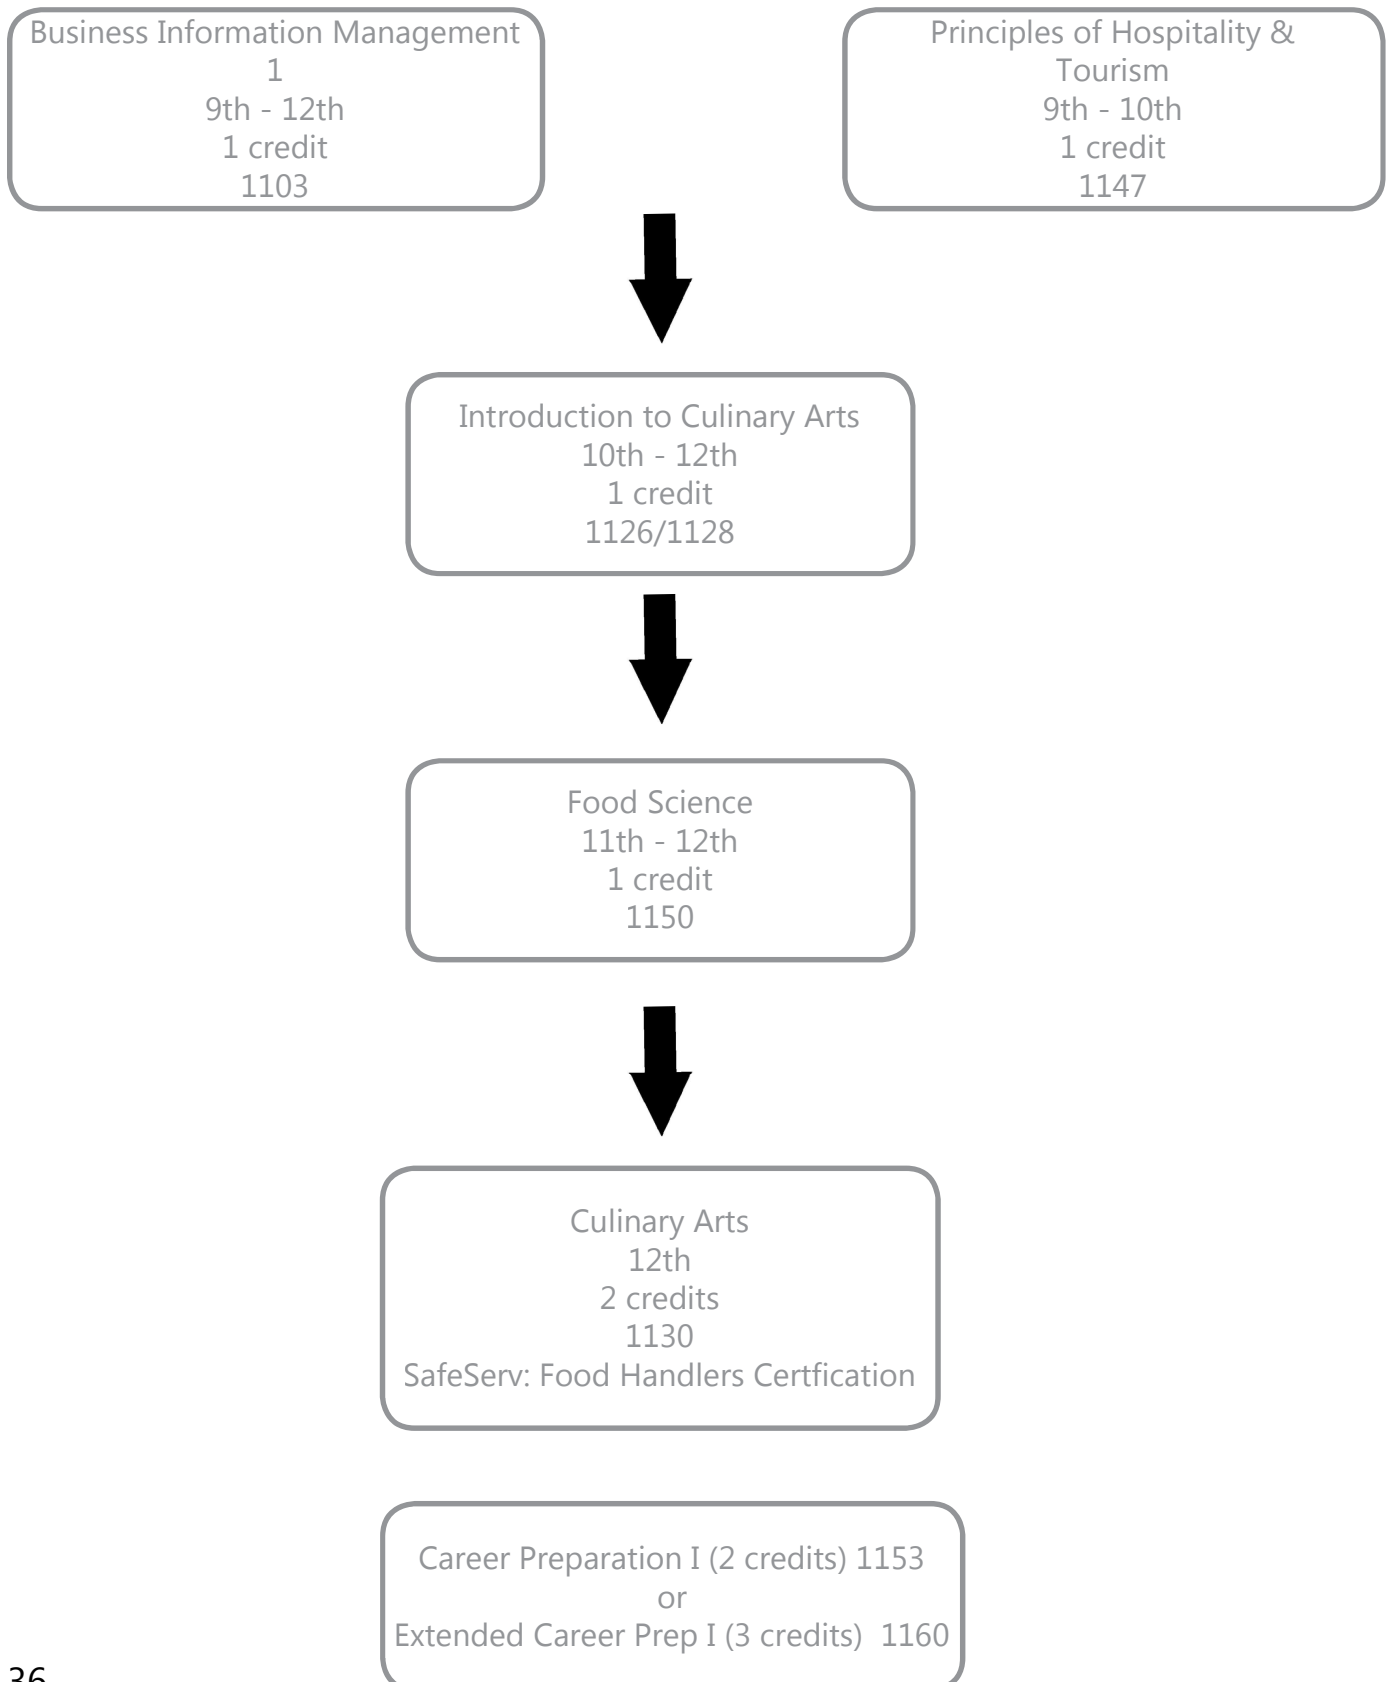 Business Information Management
1
9th - 12th
1 credit
1103
Principles of Hospitality &
Tourism
9th - 10th
1 credit
1147
Introduction to Culinary Arts
10th - 12th
1 credit
1126/1128
Food Science
11th - 12th
1 credit
1150
Culinary Arts
12th
2 credits
1130
SafeServ: Food Handlers Certfication
Career Preparation I (2 credits) 1153
or
Extended Career Prep I (3 credits) 1160
36